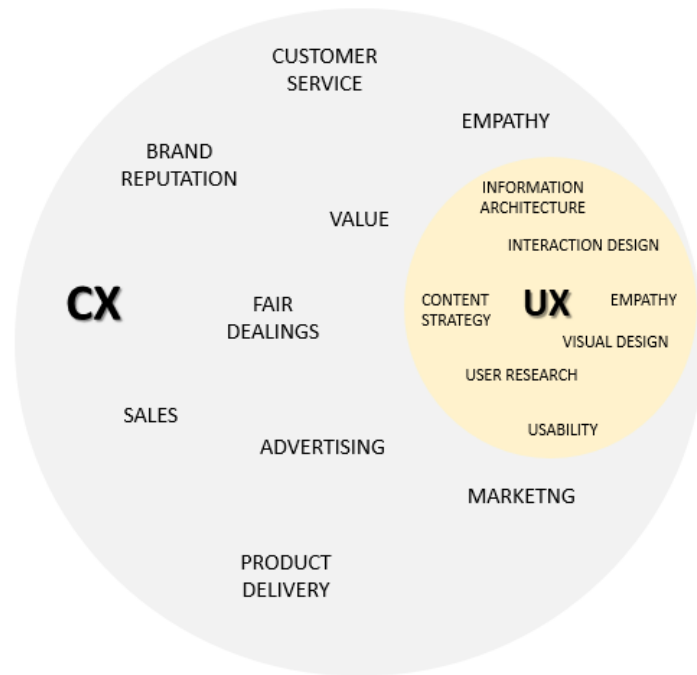 CUSTOMER
SERVICE
EMPATHY
BRAND
REPUTATION
VALUE
CX
FAIR
DEALINGS
SALES
ADVERTISING
MARKETNG
PRODUCT
DELIVERY
INFORMATION
ARCHITECTURE
INTERACTION DESIGN
CONTENT
STRATEGY
UX
EMPATHY
VISUAL DESIGN
USER RESEARCH
USABILITY